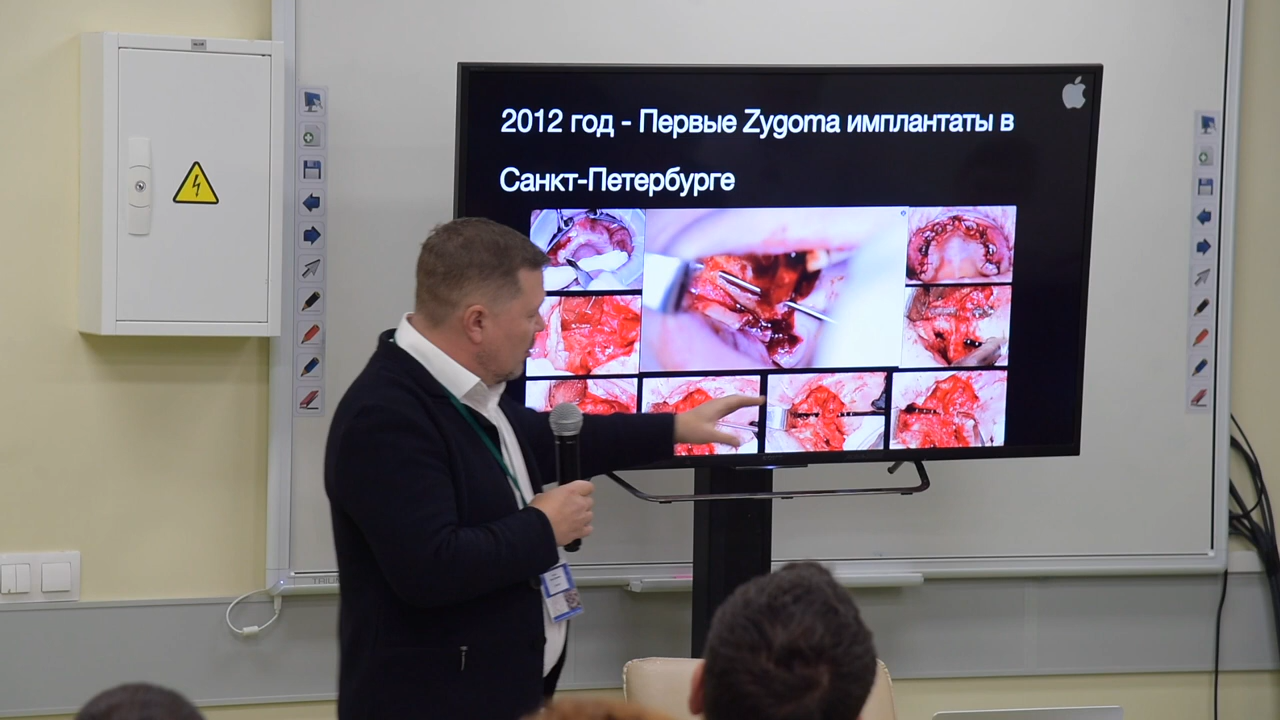 2012 год - Первые Zygoma имплантаты в
Санкт-Петербурге